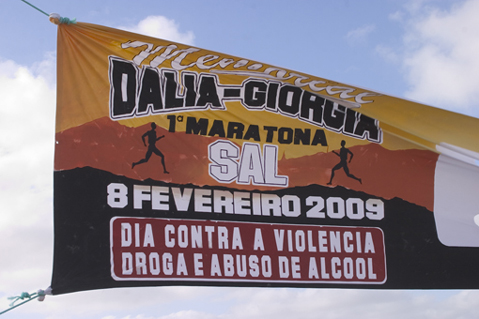 Memorial
DALIA-GIORGIA
1ª MARATONA
SAL
8 FEVEREIRO 2009
DIA CONTRA A VIOLENCIA
DROGA E ABUSO DE ALCOOL